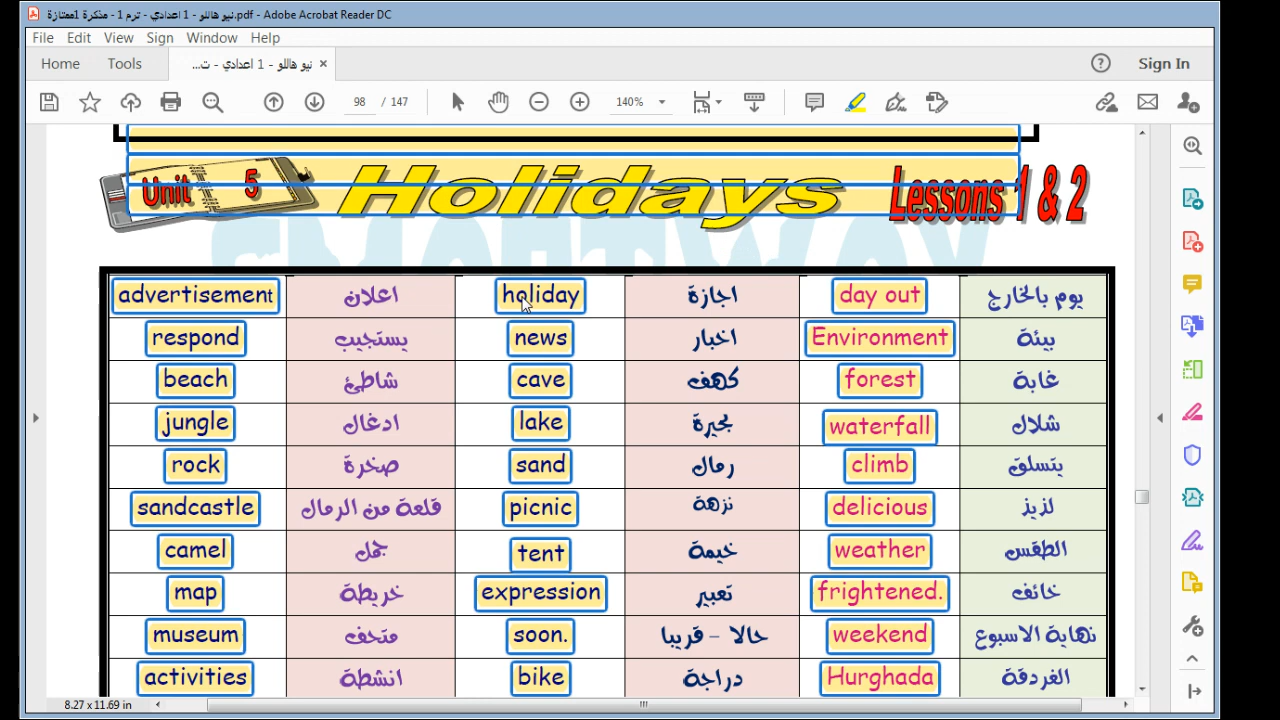 نيو هاللو - 1 اعدادي - ترم 1 - مذكرة 1ممتازة.pdf - Adobe Acrobat Reader DC
File Edit View Sign Window Help
Home Tools نيو هاللو - 1 اعدادي - ت... × Sign In
98 / 147 140%
Unit 5 Holidays Lessons 1 & 2
advertisement اعلان holiday اجازة day out يوم بالخارج
respond يستجيب news اخبار Environment بيئة
beach شاطئ cave كهف forest غابة
jungle ادغال lake بحيرة waterfall شلال
rock صخرة sand رمال climb يتسلق
sandcastle قلعة من الرمال picnic نزهة delicious لذيذ
camel جمل tent خيمة weather الطقس
map خريطة expression تعبير frightened. خائف
museum متحف soon. حالا - قريبا weekend نهاية الاسبوع
activities انشطة bike دراجة Hurghada الغردقة
8.27 x 11.69 in